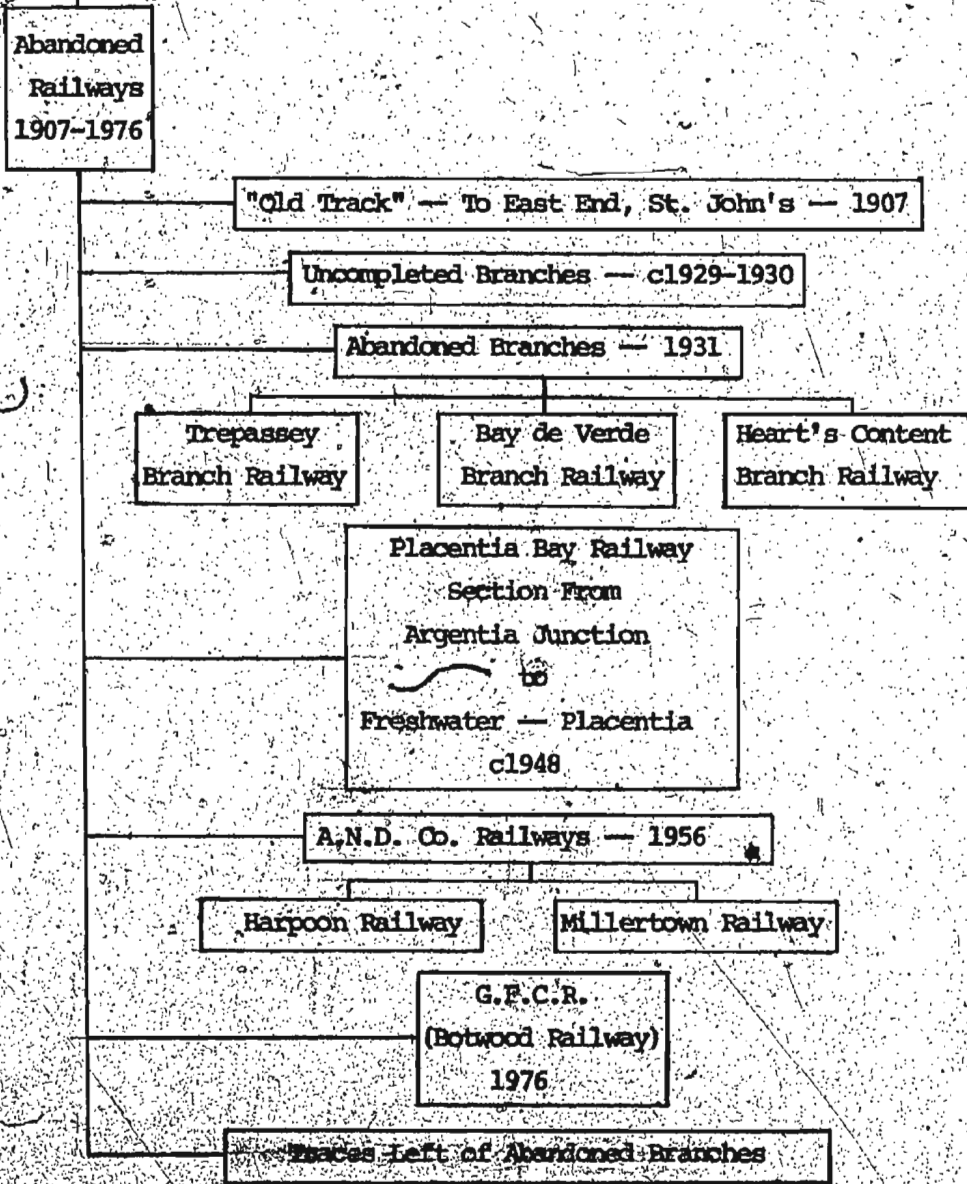 Abandoned
Railways
1907-1976
"Old Track" — To East End, St. John's — 1907
Uncompleted Branches — c1929-1930
Abandoned Branches — 1931
Trepassey
Branch Railway
Bay de Verde
Branch Railway
Heart's Content
Branch Railway
Placentia Bay Railway
Section From
Argentia Junction
to
Freshwater — Placentia
c1948
A.N.D. Co. Railways — 1956
Harpoon Railway
Millertown Railway
G.F.C.R.
(Botwood Railway)
1976
Traces Left of Abandoned Branches